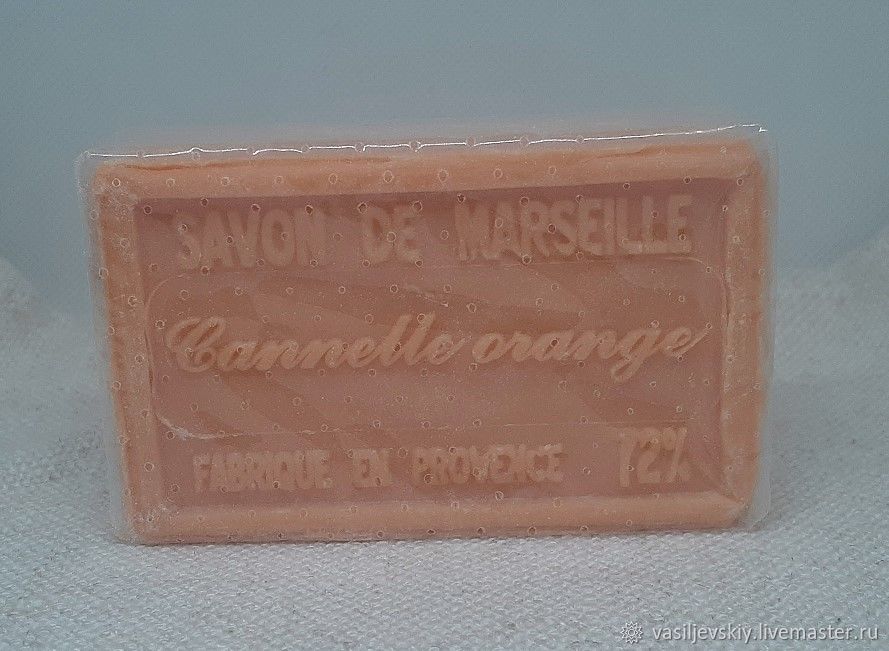 SAVON DE MARSEILLE
Cannelle orange
FABRIQUE EN PROVENCE 72%
vasiljevskiy.livemaster.ru